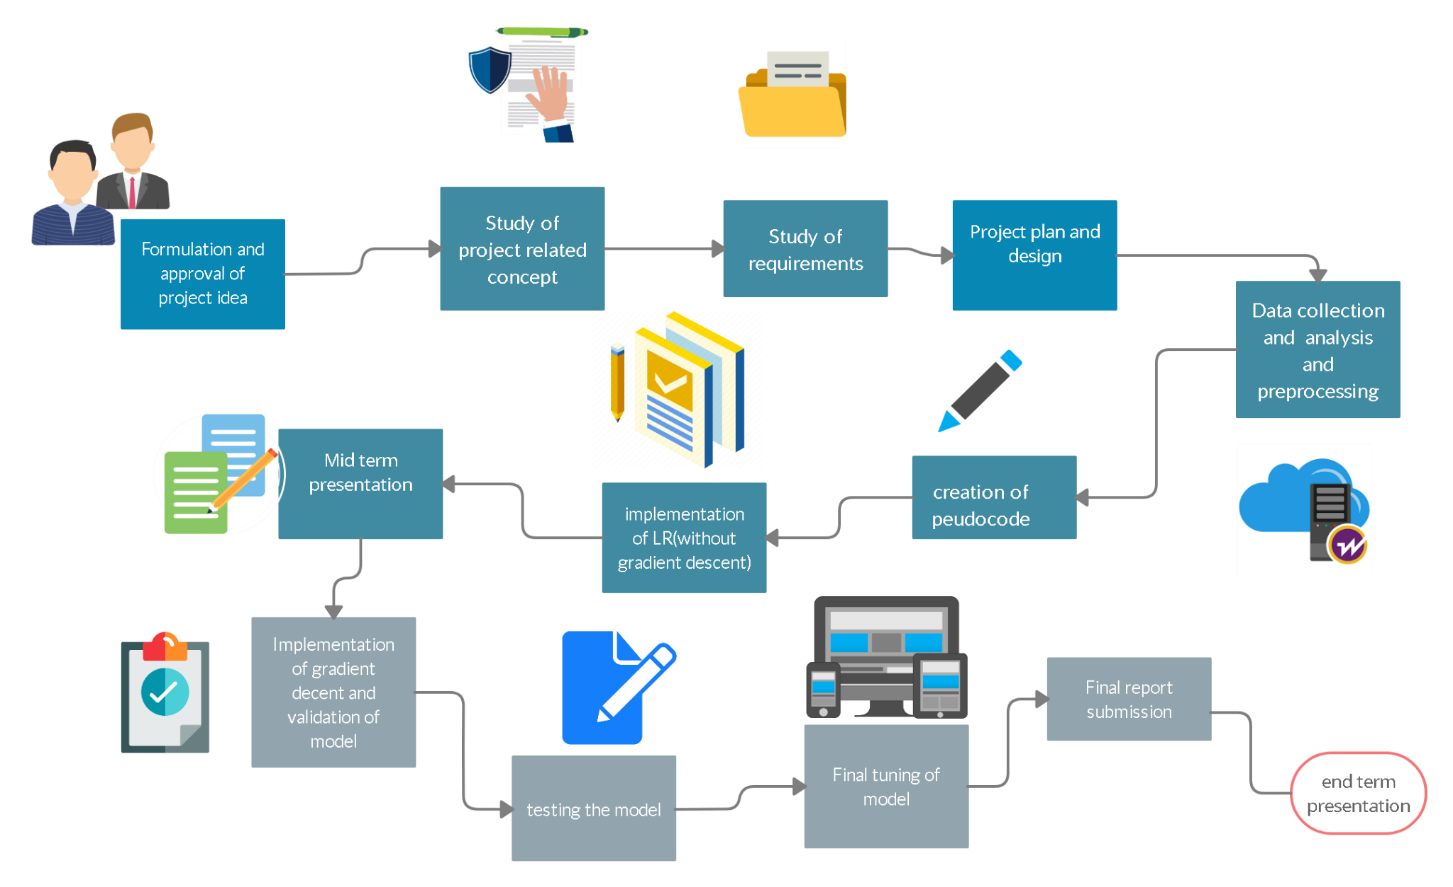 Formulation and
approval of
project idea
Study of
project related
concept
Study of
requirements
Project plan and
design
Data collection
and analysis
and
preprocessing
creation of
peudocode
implementation
of LR(without
gradient descent)
Mid term
presentation
Implementation
of gradient
decent and
validation of
model
testing the model
Final tuning of
model
Final report
submission
end term
presentation